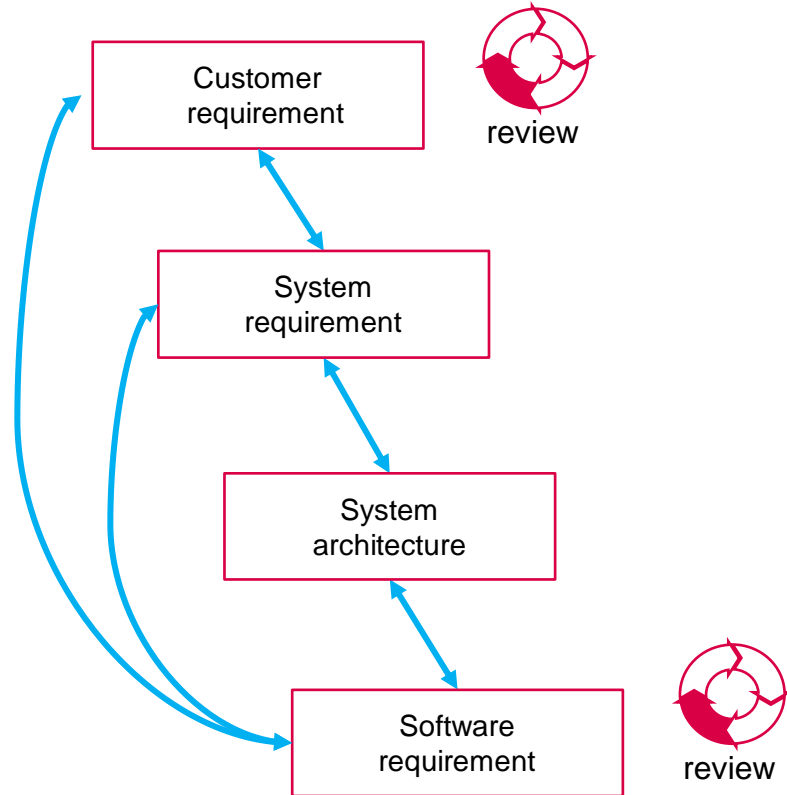 Customer
requirement
review
System
requirement
System
architecture
Software
requirement
review